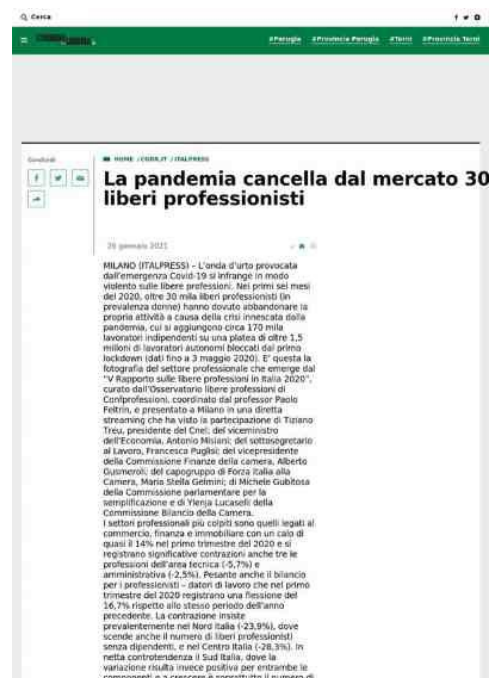 Cerca
#Perugia #Provincia Perugia #Terni #Provincia Terni
Condividi
HOME /CORR.IT /ITALPRESS
La pandemia cancella dal mercato 30
liberi professionisti
26 gennaio 2021
MILANO (ITALPRESS) – L'onda d'urto provocata
dall'emergenza Covid-19 si infrange in modo
violento sulle libere professioni. Nei primi sei mesi
del 2020, oltre 30 mila liberi professionisti (in
prevalenza donne) hanno dovuto abbandonare la
propria attività a causa della crisi innescata dalla
pandemia, cui si aggiungono circa 170 mila
lavoratori indipendenti su una platea di oltre 1,5
milioni di lavoratori autonomi bloccati dal primo
lockdown (dati fino a 3 maggio 2020). E' questa la
fotografia del settore professionale che emerge dal
"V Rapporto sulle libere professioni in Italia 2020",
curato dall'Osservatorio libere professioni di
Confprofessioni, coordinato dal professor Paolo
Feltrin, e presentato a Milano in una diretta
streaming che ha visto la partecipazione di Tiziano
Treu, presidente del Cnel; del viceministro
dell'Economia, Antonio Misiani; del sottosegretario
al Lavoro, Francesca Puglisi; del vicepresidente
della Commissione Finanze della camera, Alberto
Gusmeroli; del capogruppo di Forza Italia alla
Camera, Maria Stella Gelmini; di Michele Gubitosa
della Commissione parlamentare per la
semplificazione e di Ylenja Lucaselli della
Commissione Bilancio della Camera.
I settori professionali più colpiti sono quelli legati al
commercio, finanza e immobiliare con un calo di
quasi il 14% nel primo trimestre del 2020 e si
registrano significative contrazioni anche tre le
professioni dell'area tecnica (-5,7%) e
amministrativa (-2,5%). Pesante anche il bilancio
per i professionisti – datori di lavoro che nel primo
trimestre del 2020 registrano una flessione del
16,7% rispetto allo stesso periodo dell'anno
precedente. La contrazione insiste
prevalentemente nel Nord Italia (-23,9%), dove
scende anche il numero di liberi professionisti
senza dipendenti, e nel Centro Italia (-28,3%). In
netta controtendenza il Sud Italia, dove la
variazione risulta invece positiva per entrambe le
componenti e a crescere è soprattutto il numero di